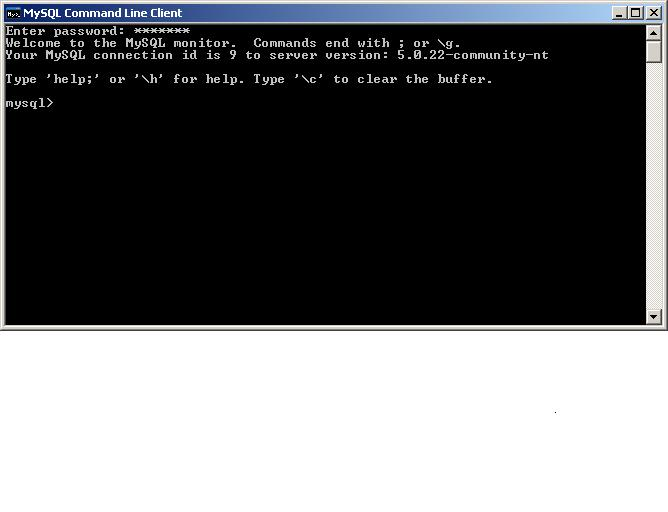 MySQL Command Line Client
Enter password: *******
Welcome to the MySQL monitor.  Commands end with ; or \g.
Your MySQL connection id is 9 to server version: 5.0.22-community-nt
Type 'help;' or '\h' for help. Type '\c' to clear the buffer.
mysql>